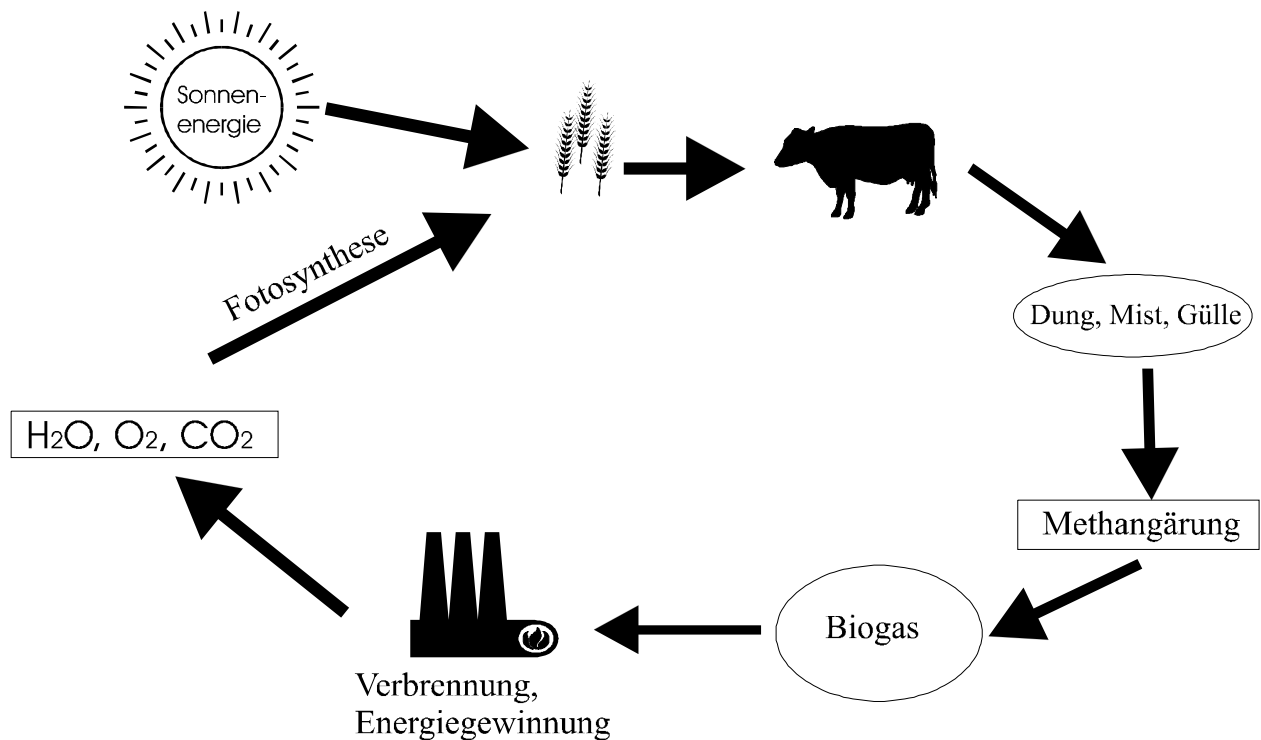 Sonnen-
energie
Fotosynthese
Dung, Mist, Gülle
H2O, O2, CO2
Methangärung
Biogas
Verbrennung,
Energiegewinnung